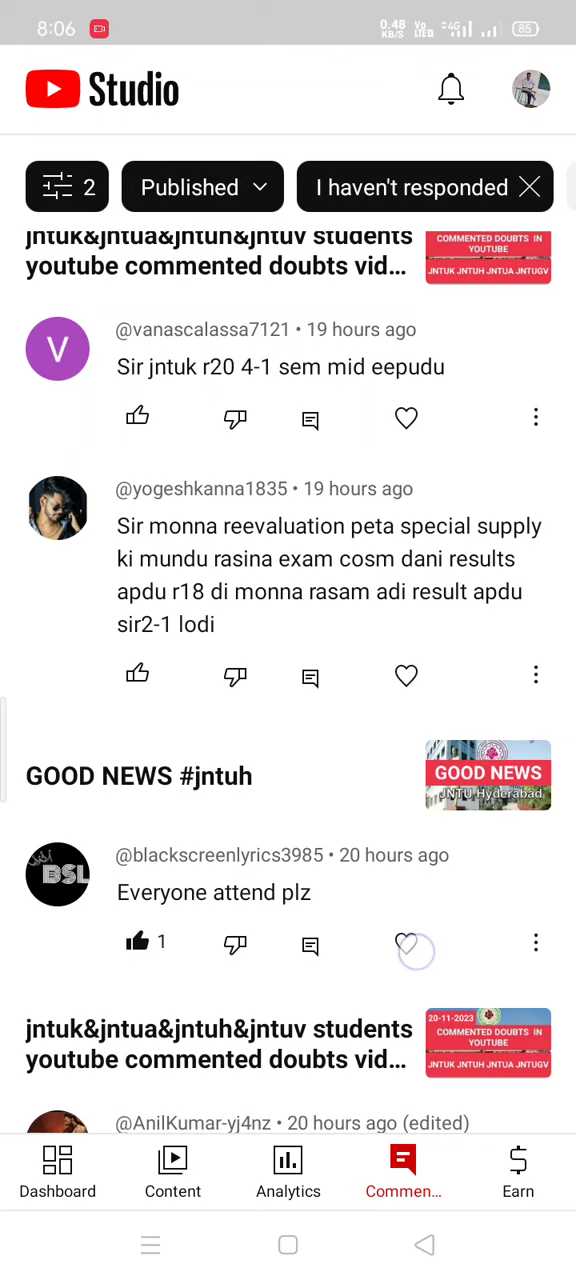 8:06
0.48 KB/S
Vo LTED
4G
85
Studio
2
Published
I haven't responded
jntuk&jntua&jntuh&jntuv students
youtube commented doubts vid...
COMMENTED DOUBTS IN
YOUTUBE
JNTUK JNTUH JNTUA JNTUGV
V
@vanascalassa7121 • 19 hours ago
Sir jntuk r20 4-1 sem mid eepudu
@yogeshkanna1835 • 19 hours ago
Sir monna reevaluation peta special supply
ki mundu rasina exam cosm dani results
apdu r18 di monna rasam adi result apdu
sir2-1 lodi
GOOD NEWS #jntuh
GOOD NEWS
JNTU Hyderabad
BSL
@blackscreenlyrics3985 • 20 hours ago
Everyone attend plz
1
jntuk&jntua&jntuh&jntuv students
youtube commented doubts vid...
20-11-2023
COMMENTED DOUBTS IN
YOUTUBE
JNTUK JNTUH JNTUA JNTUGV
@AnilKumar-yj4nz • 20 hours ago (edited)
Dashboard
Content
Analytics
Commen...
Earn